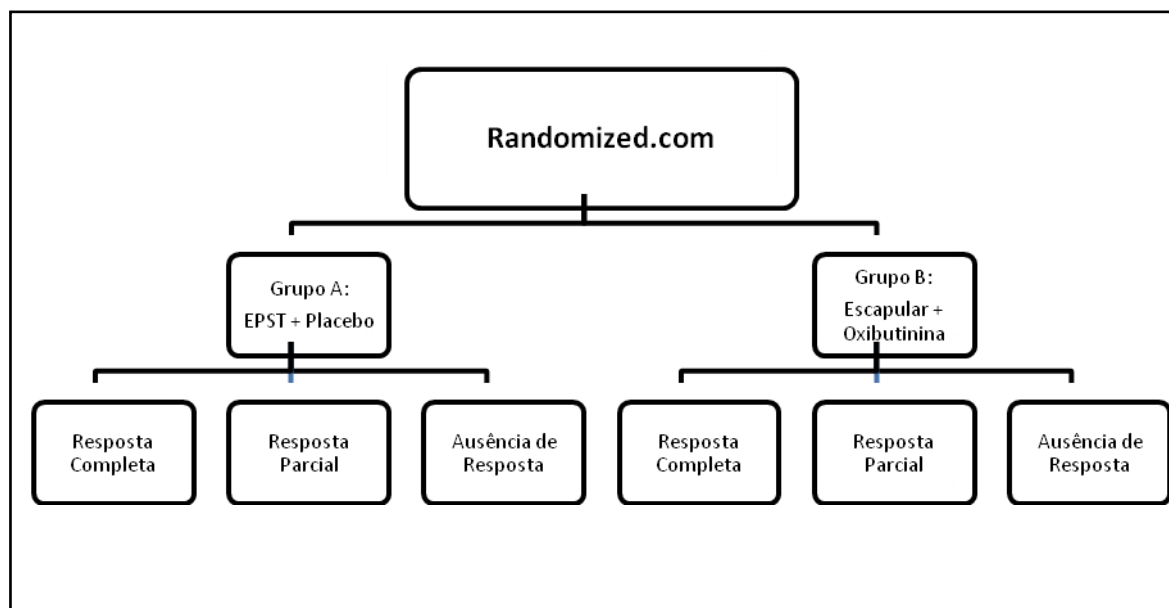 Randomized.com
Grupo A:
EPST + Placebo
Grupo B:
Escapular +
Oxibutinina
Resposta
Completa
Resposta
Parcial
Ausência de
Resposta
Resposta
Completa
Resposta
Parcial
Ausência de
Resposta